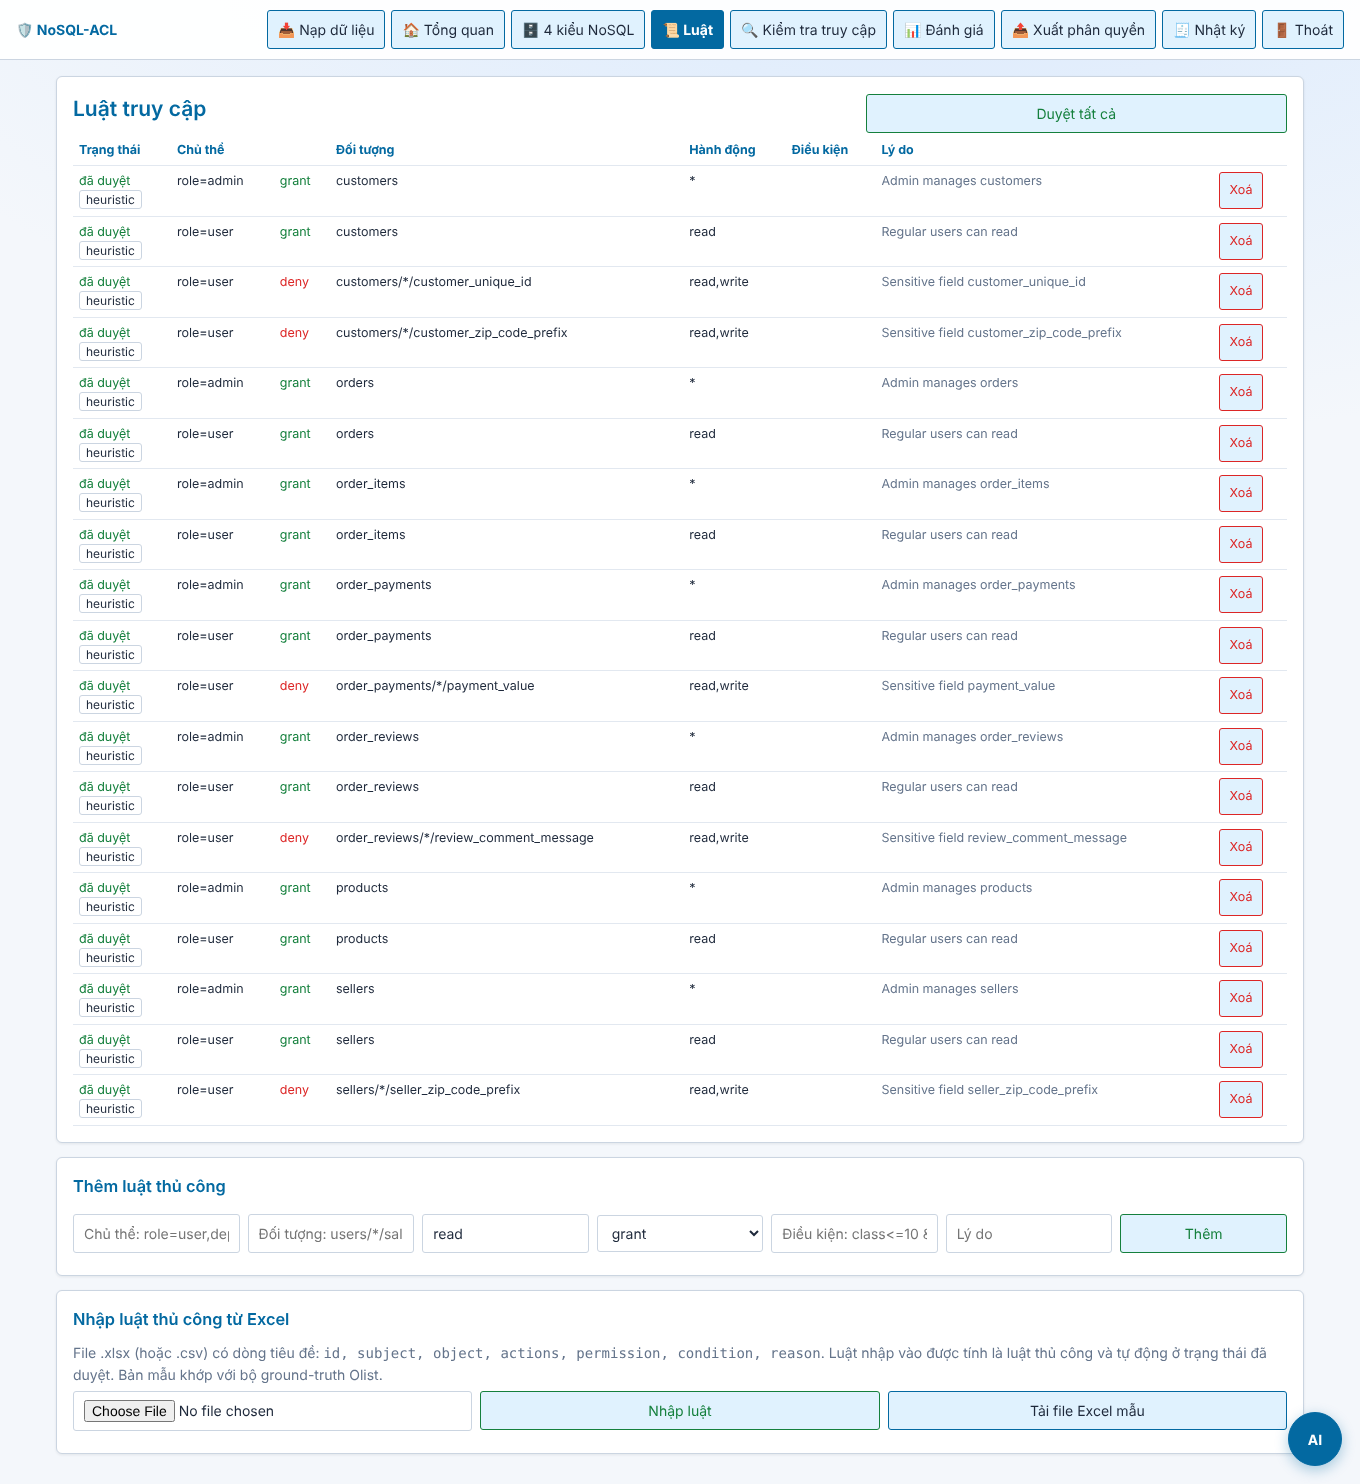 🛡️ NoSQL-ACL
📥 Nạp dữ liệu
🏠 Tổng quan
🗄️ 4 kiểu NoSQL
📜 Luật
🔍 Kiểm tra truy cập
📊 Đánh giá
📤 Xuất phân quyền
🧾 Nhật ký
🚪 Thoát
Luật truy cập
Duyệt tất cả
Trạng thái Chủ thể Đối tượng Hành động Điều kiện Lý do
đã duyệt role=admin grant customers * Admin manages customers Xoá
heuristic
đã duyệt role=user grant customers read Regular users can read Xoá
heuristic
đã duyệt role=user deny customers/*/customer_unique_id read,write Sensitive field customer_unique_id Xoá
heuristic
đã duyệt role=user deny customers/*/customer_zip_code_prefix read,write Sensitive field customer_zip_code_prefix Xoá
heuristic
đã duyệt role=admin grant orders * Admin manages orders Xoá
heuristic
đã duyệt role=user grant orders read Regular users can read Xoá
heuristic
đã duyệt role=admin grant order_items * Admin manages order_items Xoá
heuristic
đã duyệt role=user grant order_items read Regular users can read Xoá
heuristic
đã duyệt role=admin grant order_payments * Admin manages order_payments Xoá
heuristic
đã duyệt role=user grant order_payments read Regular users can read Xoá
heuristic
đã duyệt role=user deny order_payments/*/payment_value read,write Sensitive field payment_value Xoá
heuristic
đã duyệt role=admin grant order_reviews * Admin manages order_reviews Xoá
heuristic
đã duyệt role=user grant order_reviews read Regular users can read Xoá
heuristic
đã duyệt role=user deny order_reviews/*/review_comment_message read,write Sensitive field review_comment_message Xoá
heuristic
đã duyệt role=admin grant products * Admin manages products Xoá
heuristic
đã duyệt role=user grant products read Regular users can read Xoá
heuristic
đã duyệt role=admin grant sellers * Admin manages sellers Xoá
heuristic
đã duyệt role=user grant sellers read Regular users can read Xoá
heuristic
đã duyệt role=user deny sellers/*/seller_zip_code_prefix read,write Sensitive field seller_zip_code_prefix Xoá
heuristic
Thêm luật thủ công
Chủ thể: role=user,de Đối tượng: users/*/sal read grant Điều kiện: class<=10 & Lý do Thêm
Nhập luật thủ công từ Excel
File .xlsx (hoặc .csv) có dòng tiêu đề: id, subject, object, actions, permission, condition, reason. Luật nhập vào được tính là luật thủ công và tự động ở trạng thái đã
duyệt. Bản mẫu khớp với bộ ground-truth Olist.
Choose File No file chosen Nhập luật Tải file Excel mẫu
AI